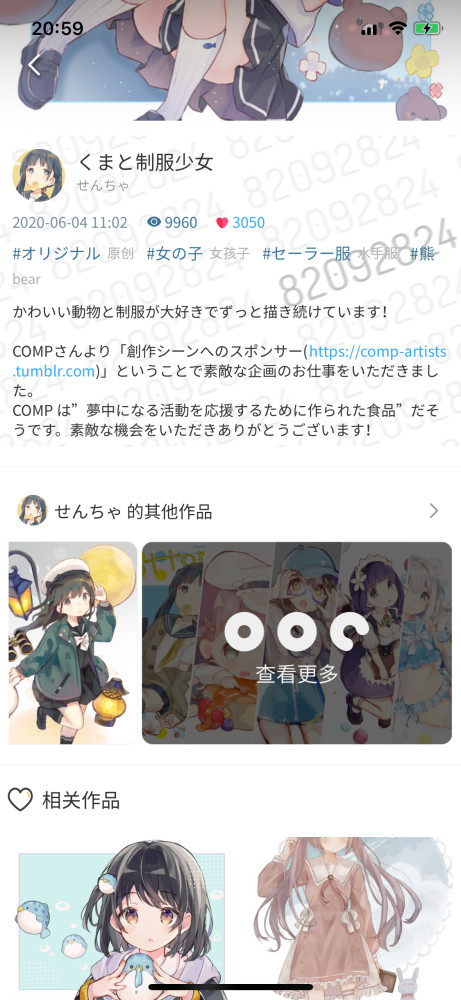 20:59
くまと制服少女
せんちゃ
2020-06-04 11:02 9960 3050
#オリジナル 原创 #女の子 女孩子 #セーラー服 水手服 #熊
bear
かわいい動物と制服が大好きでずっと描き続けています!
COMPさんより「創作シーンへのスポンサー(https://comp-artists
.tumblr.com)」ということで素敵な企画のお仕事をいただきまし
た。
COMP は”夢中になる活動を応援するために作られた食品”だそ
うです。素敵な機会をいただきありがとうございます!
82092824
せんちゃ 的其他作品
查看更多
相关作品